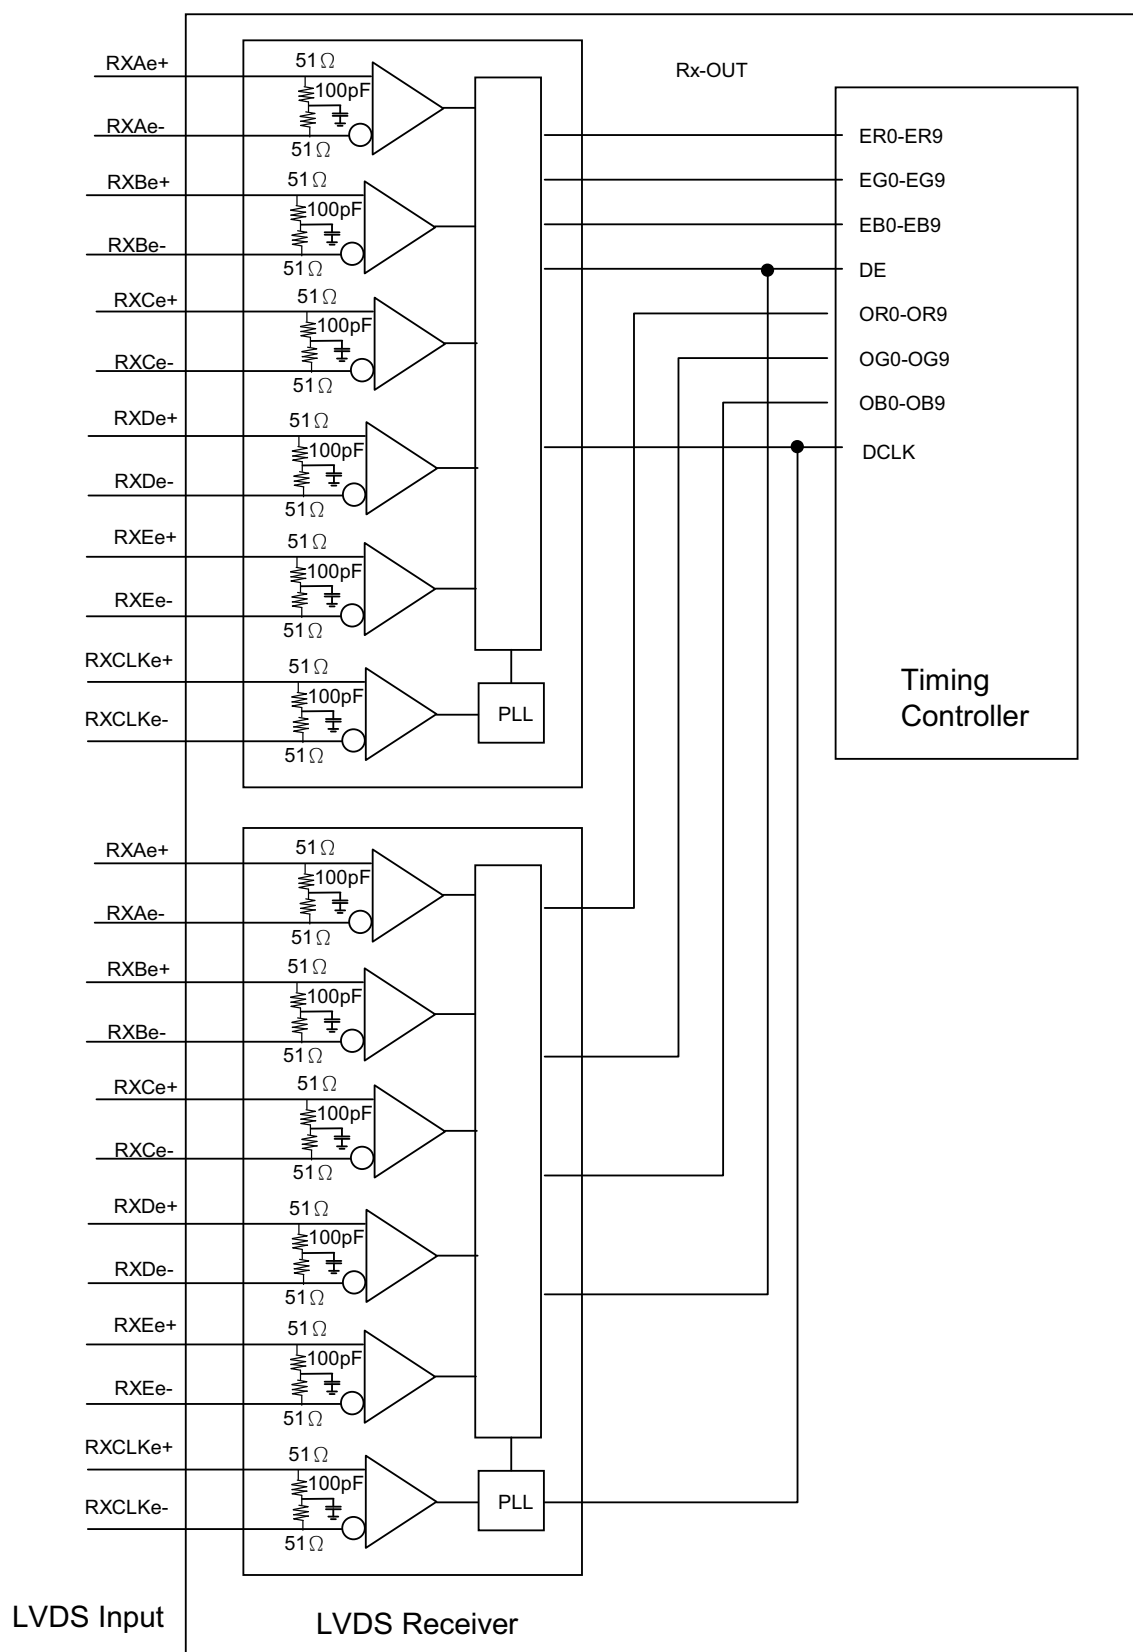 Rx-OUT
RXAe+
51Ω
100pF
RXAe-
51Ω
RXBe+
51Ω
100pF
RXBe-
51Ω
RXCe+
51Ω
100pF
RXCe-
51Ω
RXDe+
51Ω
100pF
RXDe-
51Ω
RXEe+
51Ω
100pF
RXEe-
51Ω
RXCLKe+
51Ω
100pF
RXCLKe-
51Ω
PLL
ER0-ER9
EG0-EG9
EB0-EB9
DE
OR0-OR9
OG0-OG9
OB0-OB9
DCLK
Timing
Controller
RXAe+
51Ω
100pF
RXAe-
51Ω
RXBe+
51Ω
100pF
RXBe-
51Ω
RXCe+
51Ω
100pF
RXCe-
51Ω
RXDe+
51Ω
100pF
RXDe-
51Ω
RXEe+
51Ω
100pF
RXEe-
51Ω
RXCLKe+
51Ω
100pF
RXCLKe-
51Ω
PLL
LVDS Input
LVDS Receiver